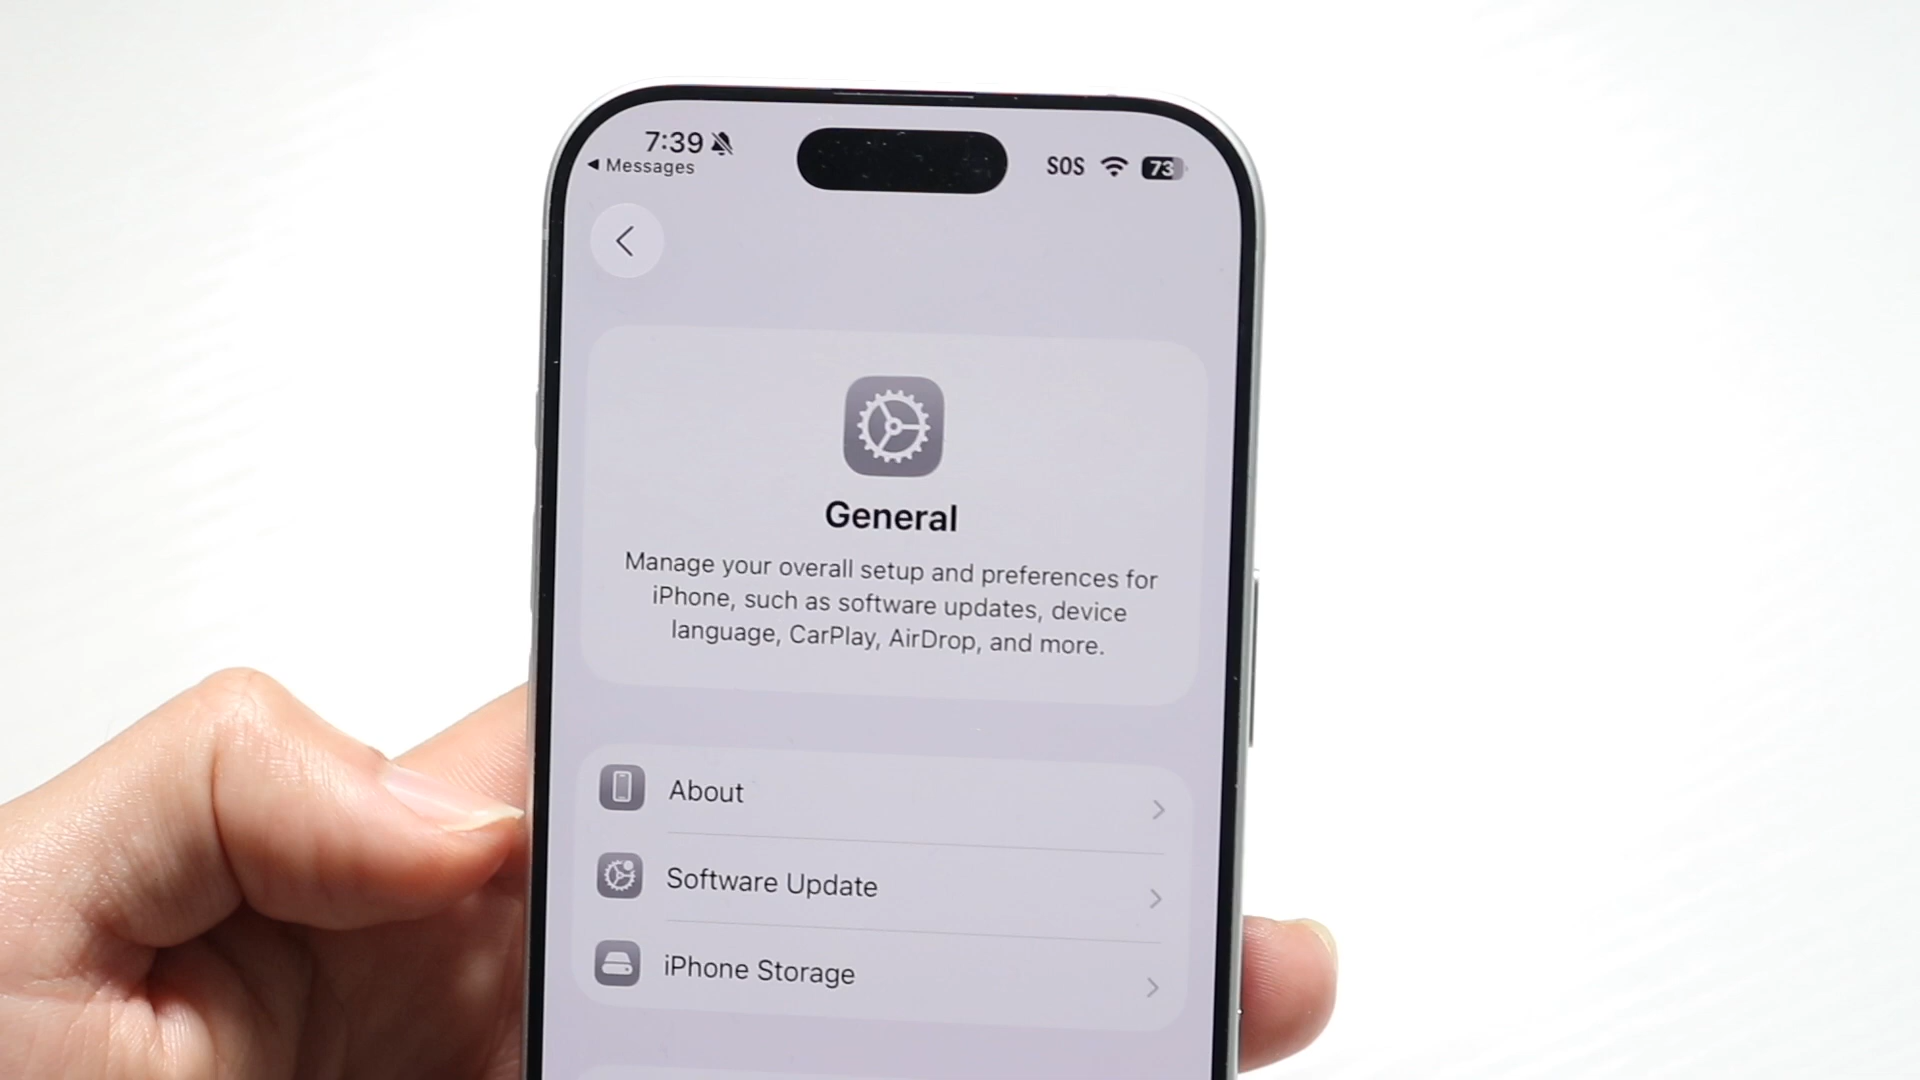 7:39
SOS
73
Messages
General
Manage your overall setup and preferences for
iPhone, such as software updates, device
language, CarPlay, AirDrop, and more.
About
Software Update
iPhone Storage